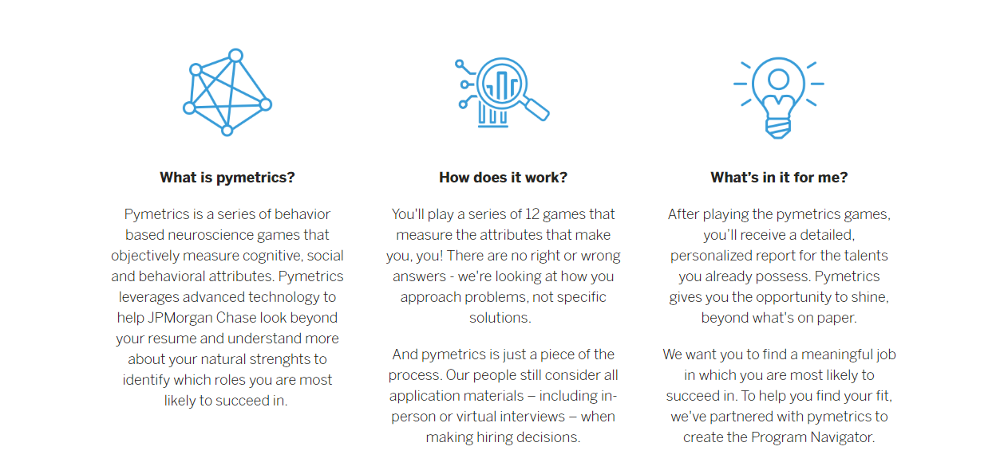 What is pymetrics?
Pymetrics is a series of behavior
based neuroscience games that
objectively measure cognitive, social
and behavioral attributes. Pymetrics
leverages advanced technology to
help JPMorgan Chase look beyond
your resume and understand more
about your natural strenghts to
identify which roles you are most
likely to succeed in.
How does it work?
You'll play a series of 12 games that
measure the attributes that make
you, you! There are no right or wrong
answers - we're looking at how you
approach problems, not specific
solutions.
And pymetrics is just a piece of the
process. Our people still consider all
application materials – including in-
person or virtual interviews – when
making hiring decisions.
What’s in it for me?
After playing the pymetrics games,
you’ll receive a detailed,
personalized report for the talents
you already possess. Pymetrics
gives you the opportunity to shine,
beyond what's on paper.
We want you to find a meaningful job
in which you are most likely to
succeed in. To help you find your fit,
we've partnered with pymetrics to
create the Program Navigator.